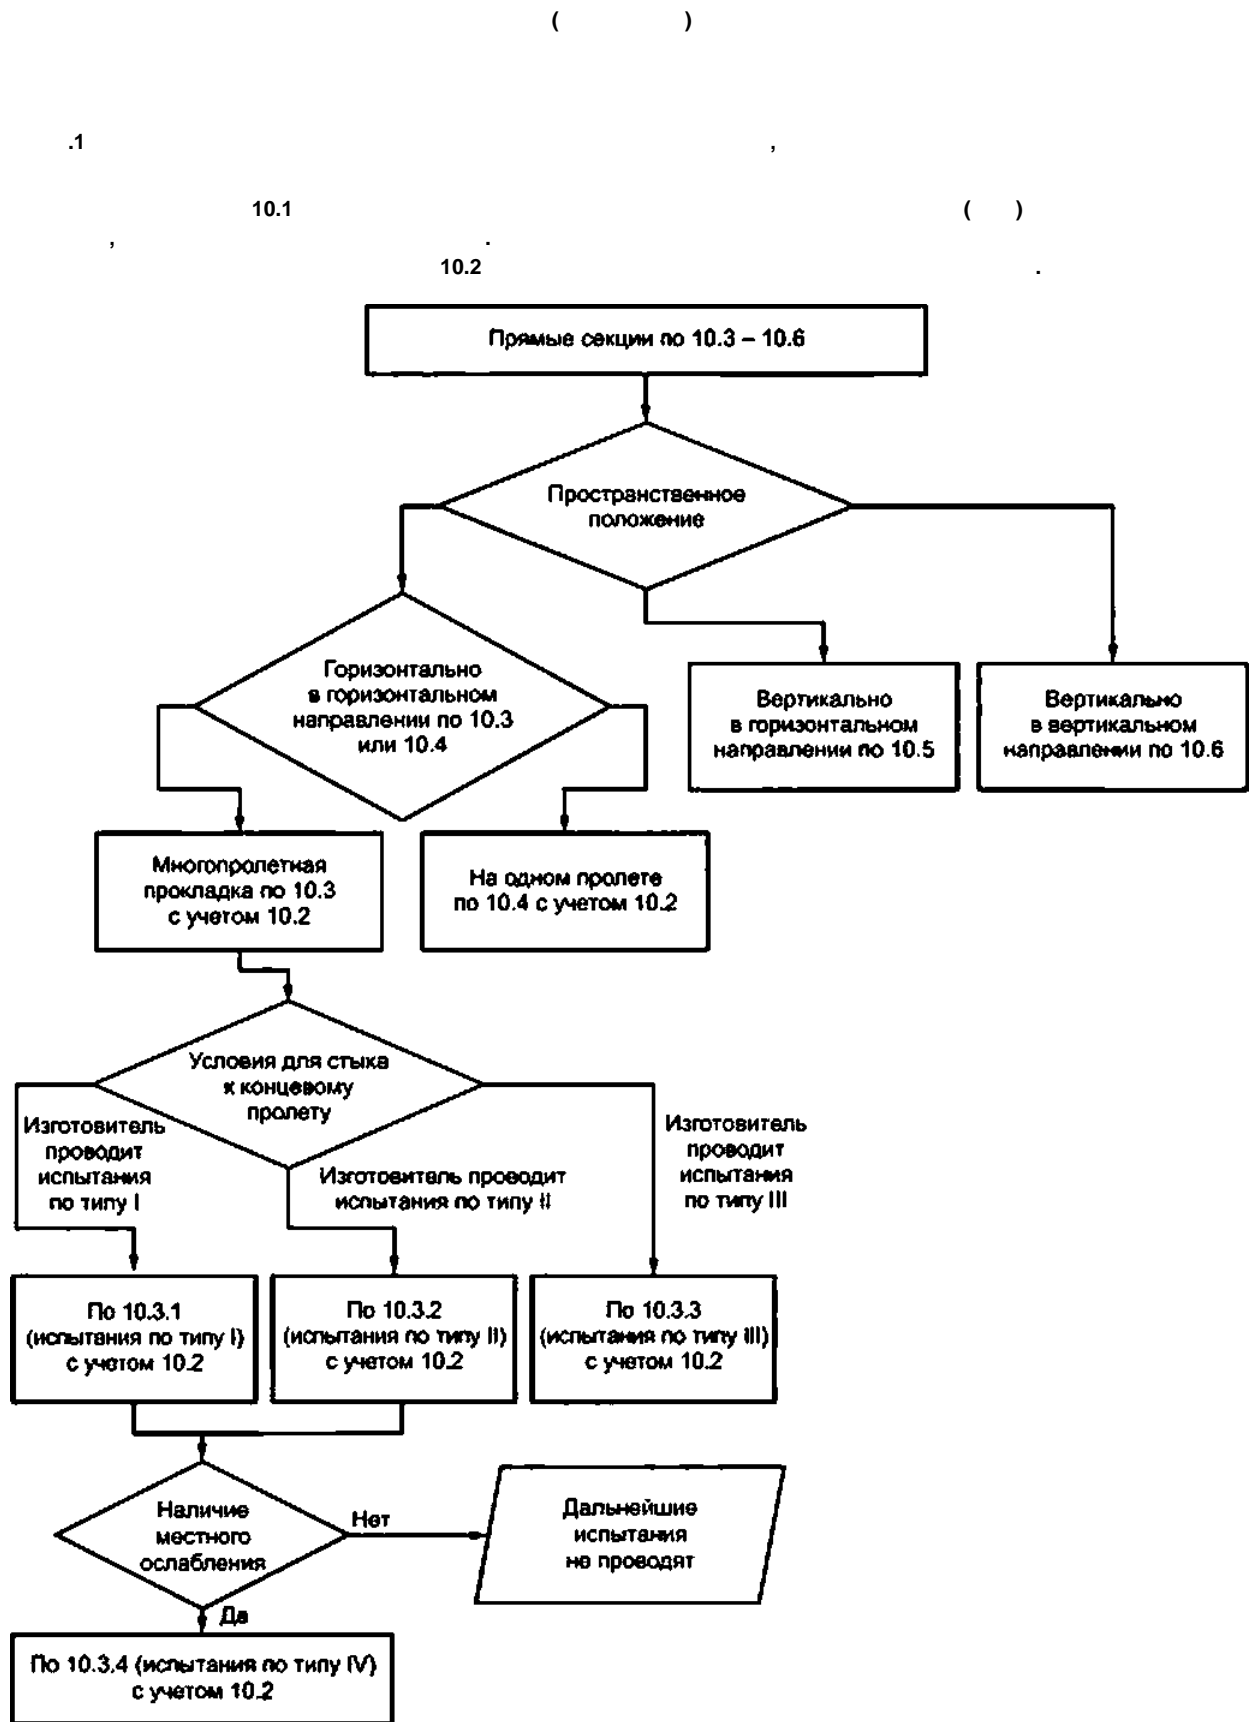 ( )
.1 ,
10.1 ( )
, .
10.2 .
Прямые секции по 10.3 – 10.6
Пространственное
положение
Горизонтально
в горизонтальном
направлении по 10.3
или 10.4
Вертикально
в горизонтальном
направлении по 10.5
Вертикально
в вертикальном
направлении по 10.6
Многопролетная
прокладка по 10.3
с учетом 10.2
На одном пролете
по 10.4 с учетом 10.2
Условия для стыка
к концевому
пролету
Изготовитель
проводит
испытания
по типу I
Изготовитель проводит
испытания по типу II
Изготовитель
проводит
испытания
по типу III
По 10.3.1
(испытания по типу I)
с учетом 10.2
По 10.3.2
(испытания по типу II)
с учетом 10.2
По 10.3.3
(испытания по типу III)
с учетом 10.2
Наличие
местного
ослабления
Нет
Дальнейшие
испытания
не проводят
Да
По 10.3.4 (испытания по типу IV)
с учетом 10.2